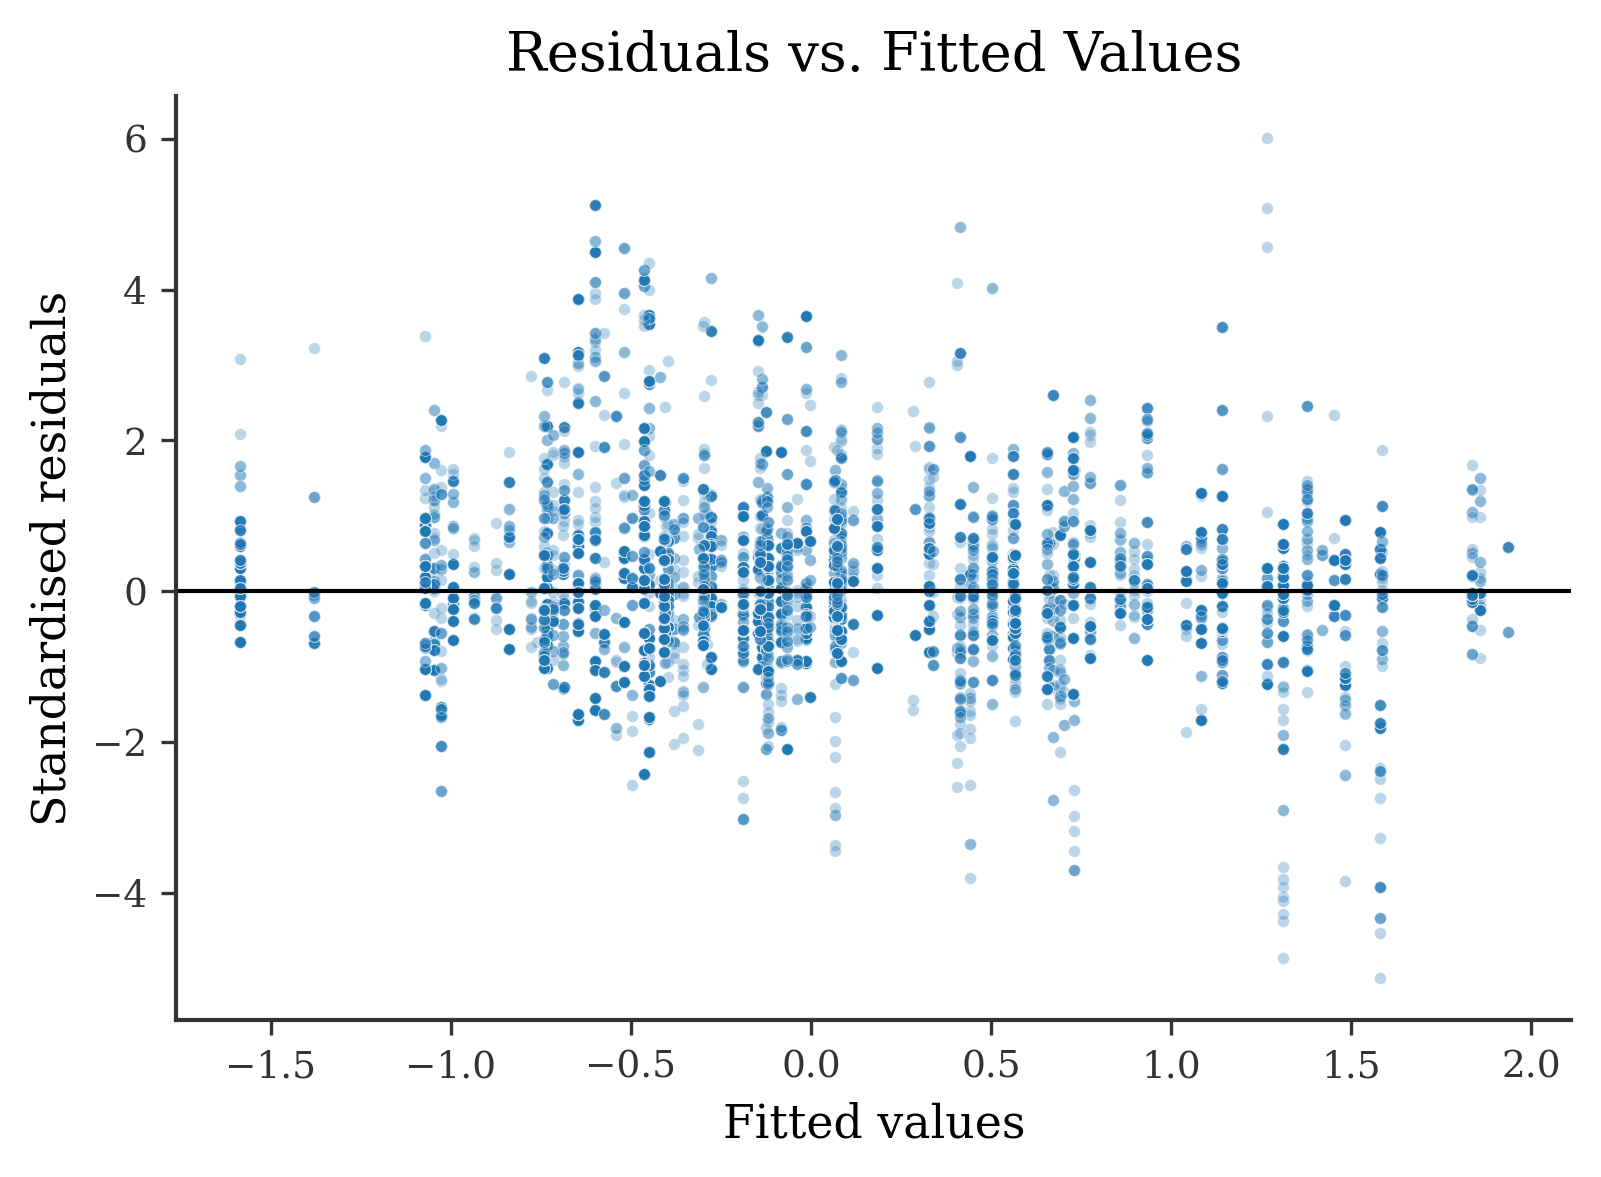 Residuals vs. Fitted Values
Standardised residuals
6
4
2
0
−2
−4
−1.5 −1.0 −0.5 0.0 0.5 1.0 1.5 2.0
Fitted values